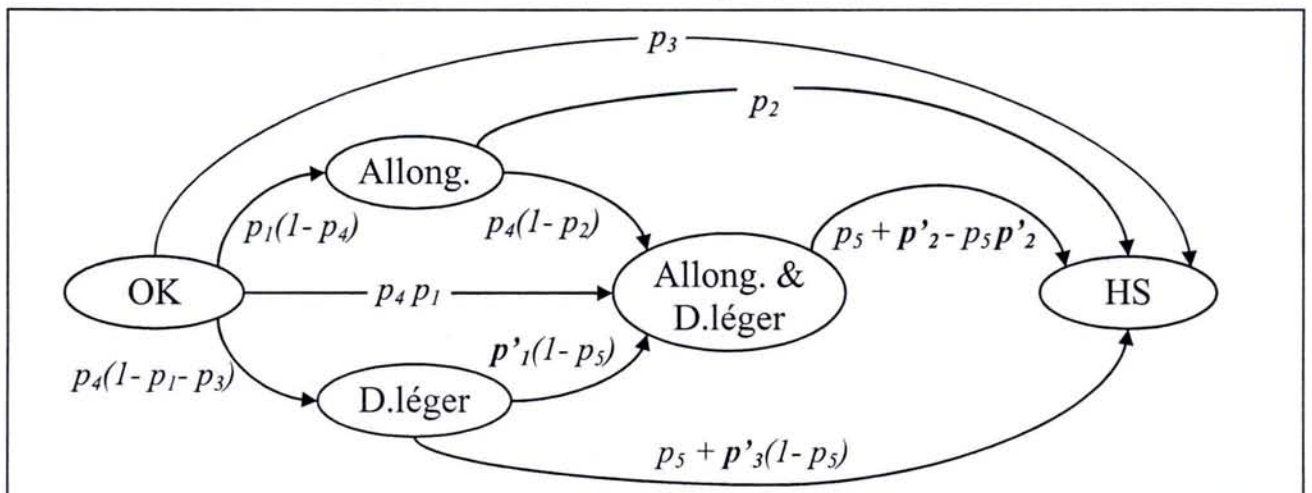 p₃
p₂
Allong.
p₁(1- p₄)
p₄(1- p₂)
p₅ + p'₂ - p₅p'₂
OK
p₄ p₁
Allong. &
D.léger
HS
p₄(1- p₁- p₃)
p'₁(1- p₅)
D.léger
p₅ + p'₃(1- p₅)